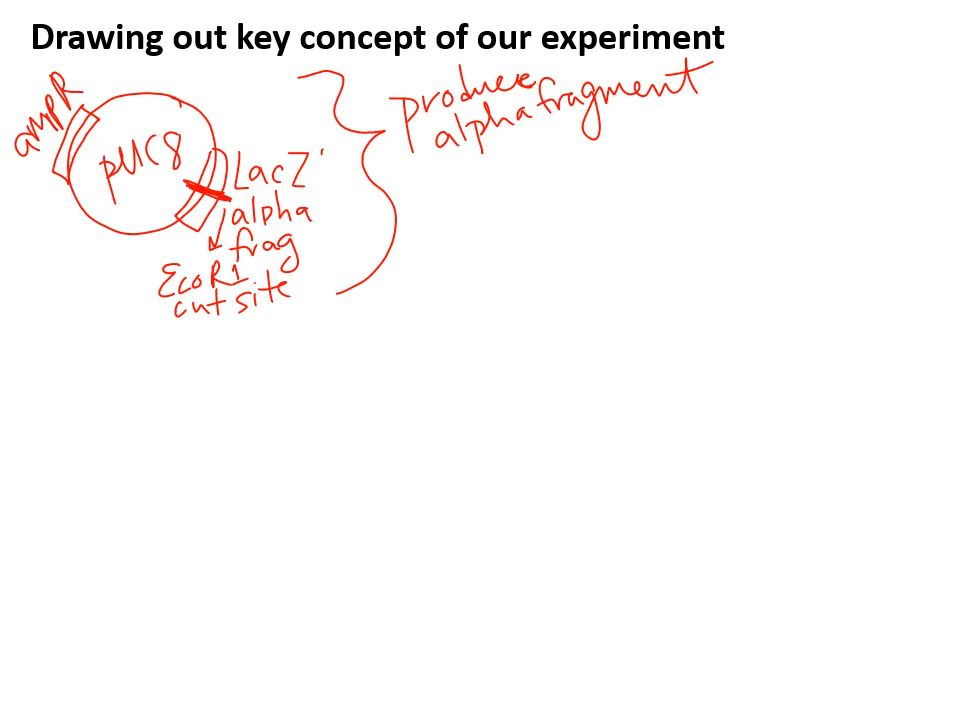 Drawing out key concept of our experiment
ampR
pUC8
LacZ'
alpha
frag
EcoR1
cut site
produce
alpha fragment